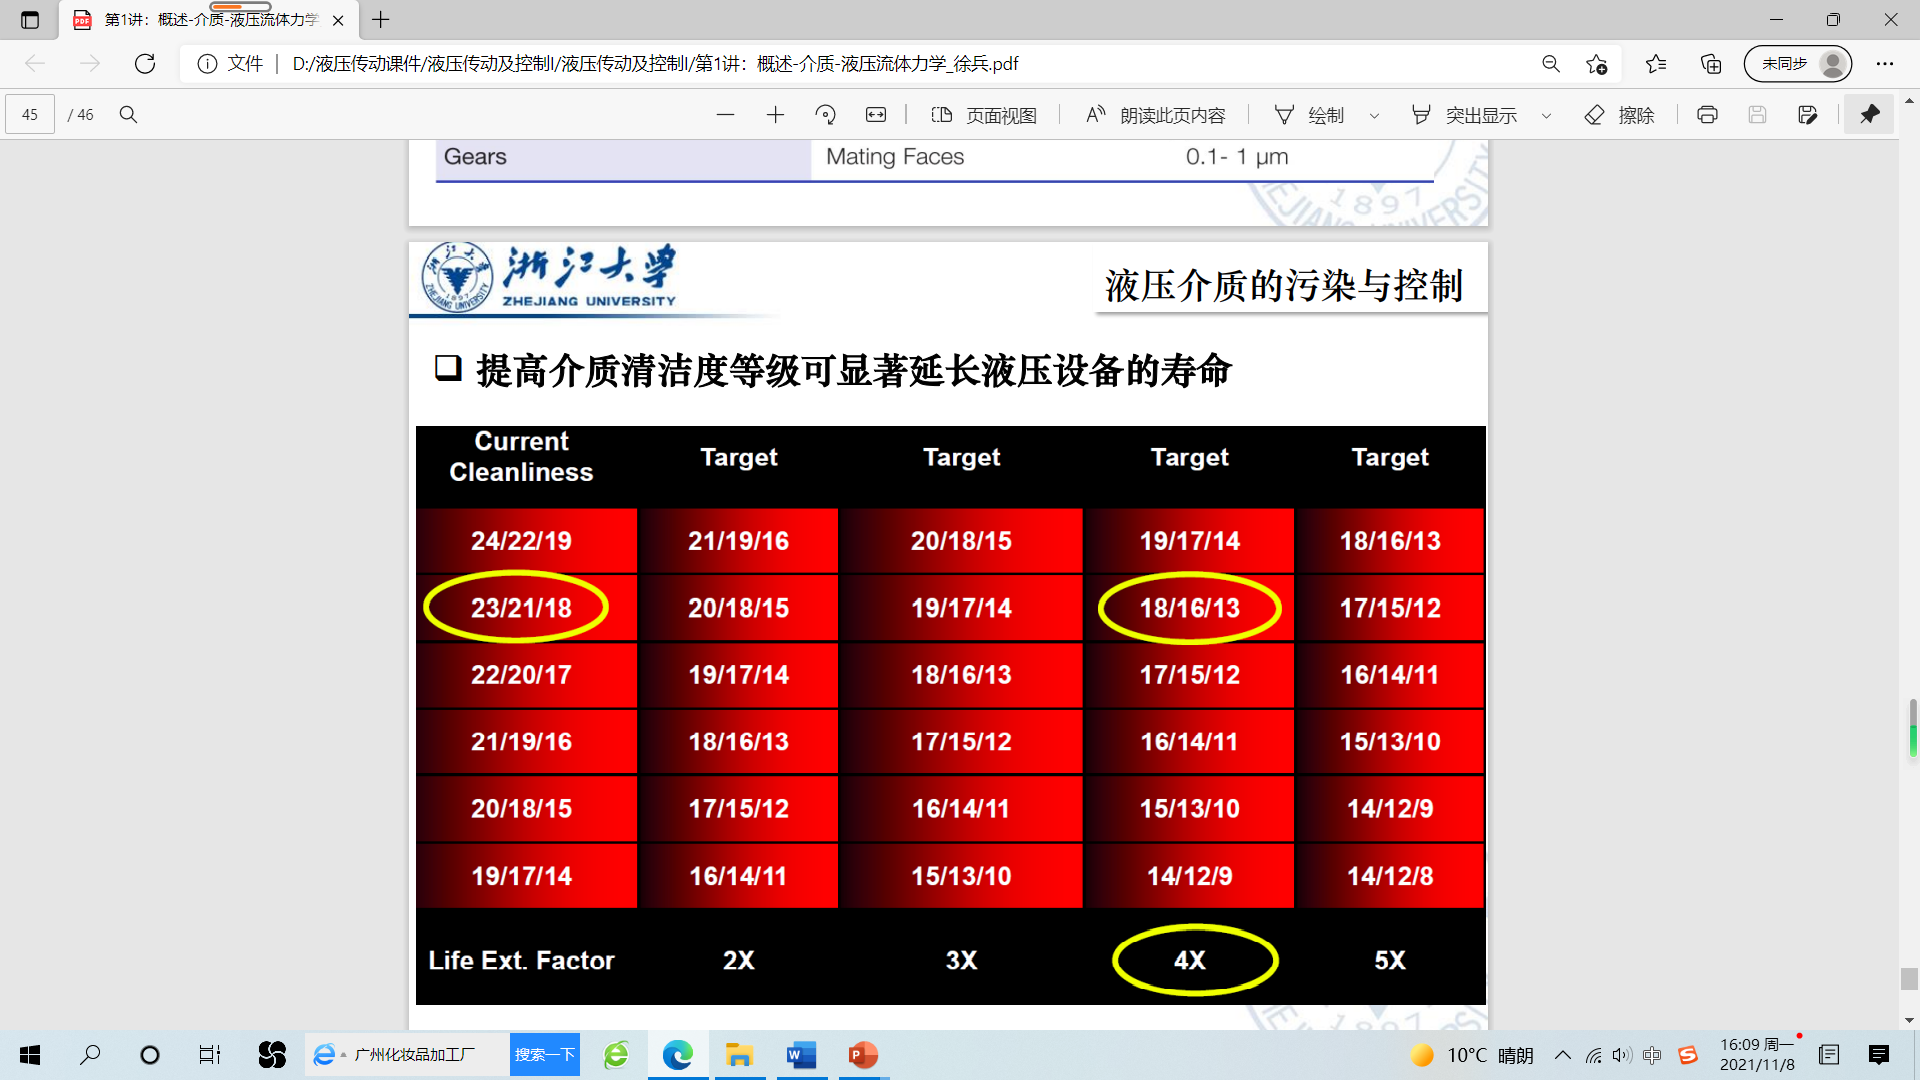 第1讲：概述-介质-液压流体力学
文件 D:/液压传动课件/液压传动及控制I/液压传动及控制I/第1讲：概述-介质-液压流体力学_徐兵.pdf
未同步
45 / 46
页面视图 朗读此页内容 绘制 突出显示 擦除
Gears Mating Faces 0.1- 1 µm
1897
浙江大学
ZHEJIANG UNIVERSITY
液压介质的污染与控制
提高介质清洁度等级可显著延长液压设备的寿命
Current Cleanliness Target Target Target Target
24/22/19 21/19/16 20/18/15 19/17/14 18/16/13
23/21/18 20/18/15 19/17/14 18/16/13 17/15/12
22/20/17 19/17/14 18/16/13 17/15/12 16/14/11
21/19/16 18/16/13 17/15/12 16/14/11 15/13/10
20/18/15 17/15/12 16/14/11 15/13/10 14/12/9
19/17/14 16/14/11 15/13/10 14/12/9 14/12/8
Life Ext. Factor 2X 3X 4X 5X
广州化妆品加工厂 搜索一下
10°C 晴朗 中 16:09 周一
2021/11/8